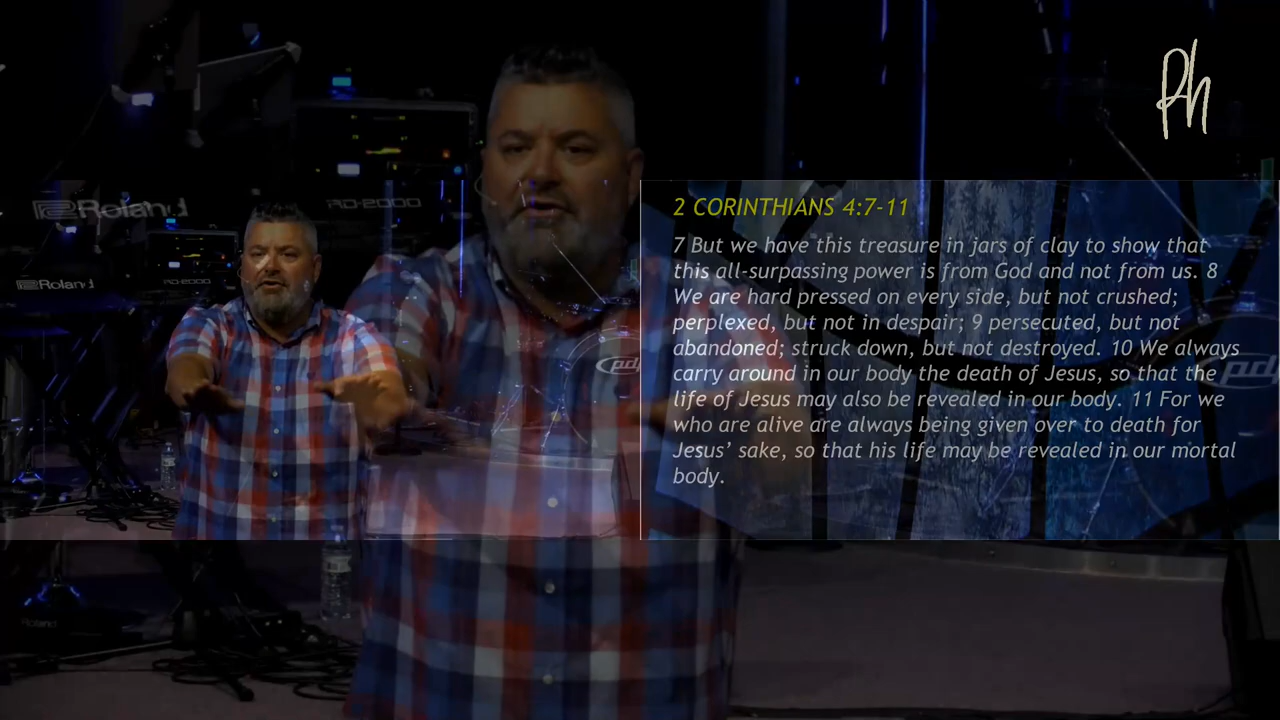 Ph
Roland
RD-2000
Roland
RD-2000
pd
2 CORINTHIANS 4:7-11
7 But we have this treasure in jars of clay to show that
this all-surpassing power is from God and not from us. 8
We are hard pressed on every side, but not crushed;
perplexed, but not in despair; 9 persecuted, but not
abandoned; struck down, but not destroyed. 10 We always
carry around in our body the death of Jesus, so that the
life of Jesus may also be revealed in our body. 11 For we
who are alive are always being given over to death for
Jesus’ sake, so that his life may be revealed in our mortal
body.
pdp
Roland